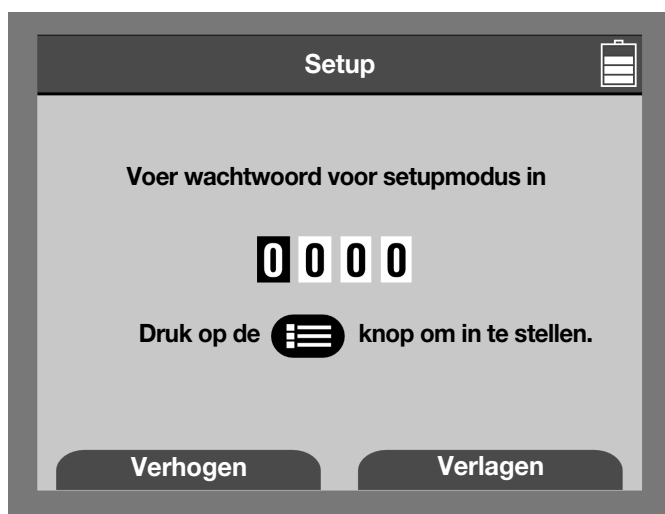 Setup
Voer wachtwoord voor setupmodus in
0 0 0 0
Druk op de knop om in te stellen.
Verhogen Verlagen